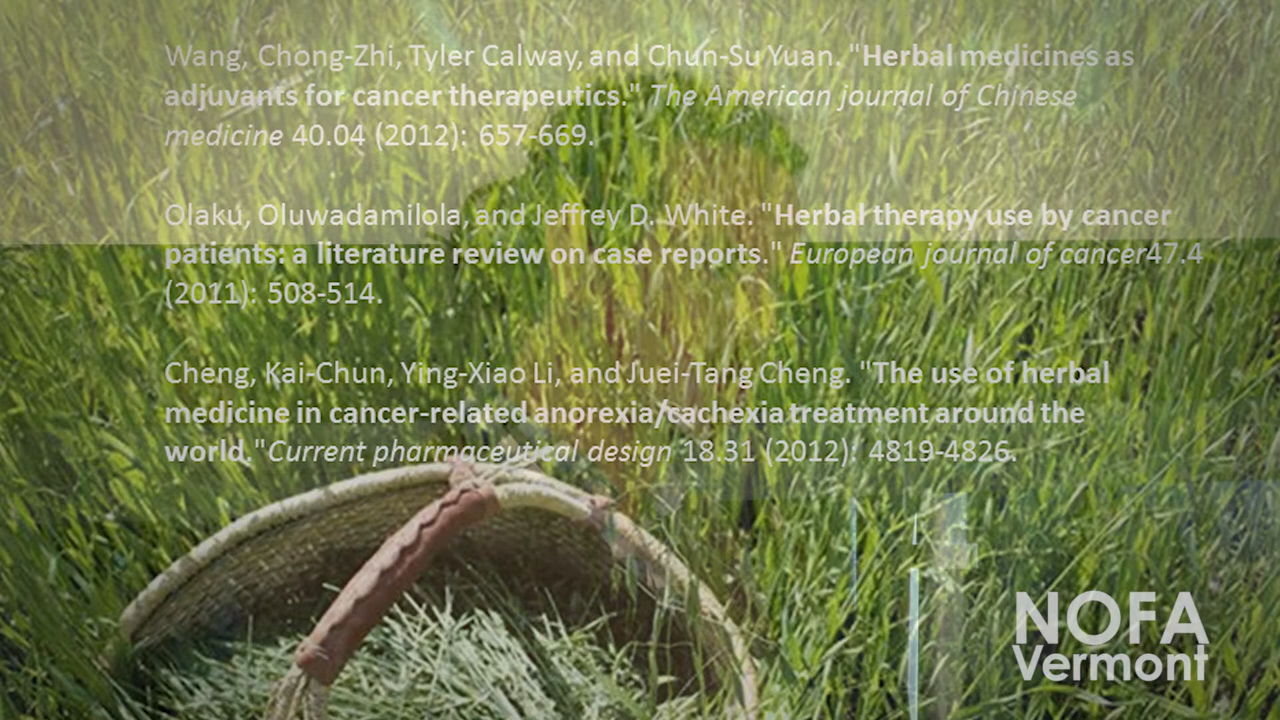 Wang, Chong-Zhi, Tyler Calway, and Chun-Su Yuan. "Herbal medicines as
adjuvants for cancer therapeutics." The American journal of Chinese
medicine 40.04 (2012): 657-669.
Olaku, Oluwadamilola, and Jeffrey D. White. "Herbal therapy use by cancer
patients: a literature review on case reports." European journal of cancer47.4
(2011): 508-514.
Cheng, Kai-Chun, Ying-Xiao Li, and Juei-Tang Cheng. "The use of herbal
medicine in cancer-related anorexia/cachexia treatment around the
world."Current pharmaceutical design 18.31 (2012): 4819-4826.
NOFA
Vermont